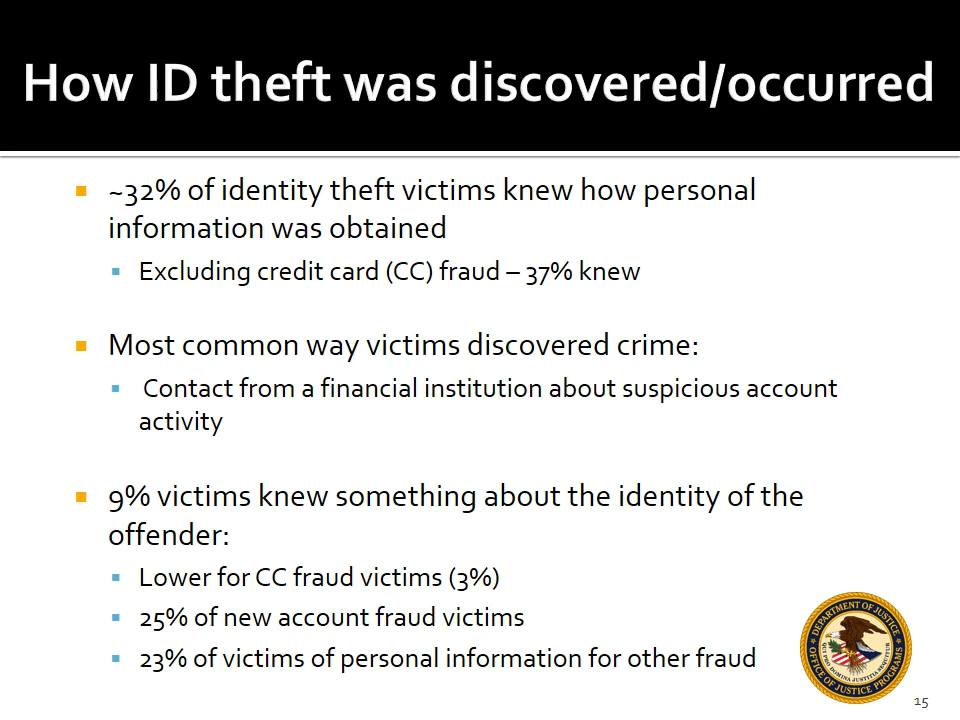 How ID theft was discovered/occurred
~32% of identity theft victims knew how personal
information was obtained
Excluding credit card (CC) fraud – 37% knew
Most common way victims discovered crime:
Contact from a financial institution about suspicious account
activity
9% victims knew something about the identity of the
offender:
Lower for CC fraud victims (3%)
25% of new account fraud victims
23% of victims of personal information for other fraud
DEPARTMENT OF JUSTICE
OFFICE OF JUSTICE PROGRAMS
15